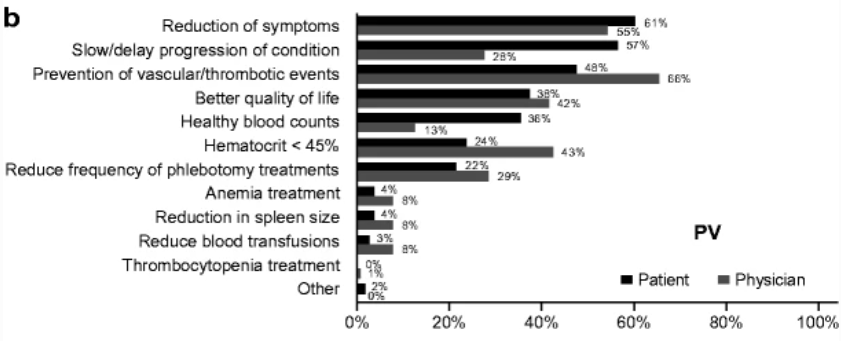 b
Reduction of symptoms 61%
55%
Slow/delay progression of condition 57%
28%
Prevention of vascular/thrombotic events 48%
66%
Better quality of life 38%
42%
Healthy blood counts 36%
13%
Hematocrit < 45% 24%
43%
Reduce frequency of phlebotomy treatments 22%
29%
Anemia treatment 4%
8%
Reduction in spleen size 4%
8%
Reduce blood transfusions 3%
8%
Thrombocytopenia treatment 0%
1%
Other 2%
0%
PV
Patient Physician
0% 20% 40% 60% 80% 100%